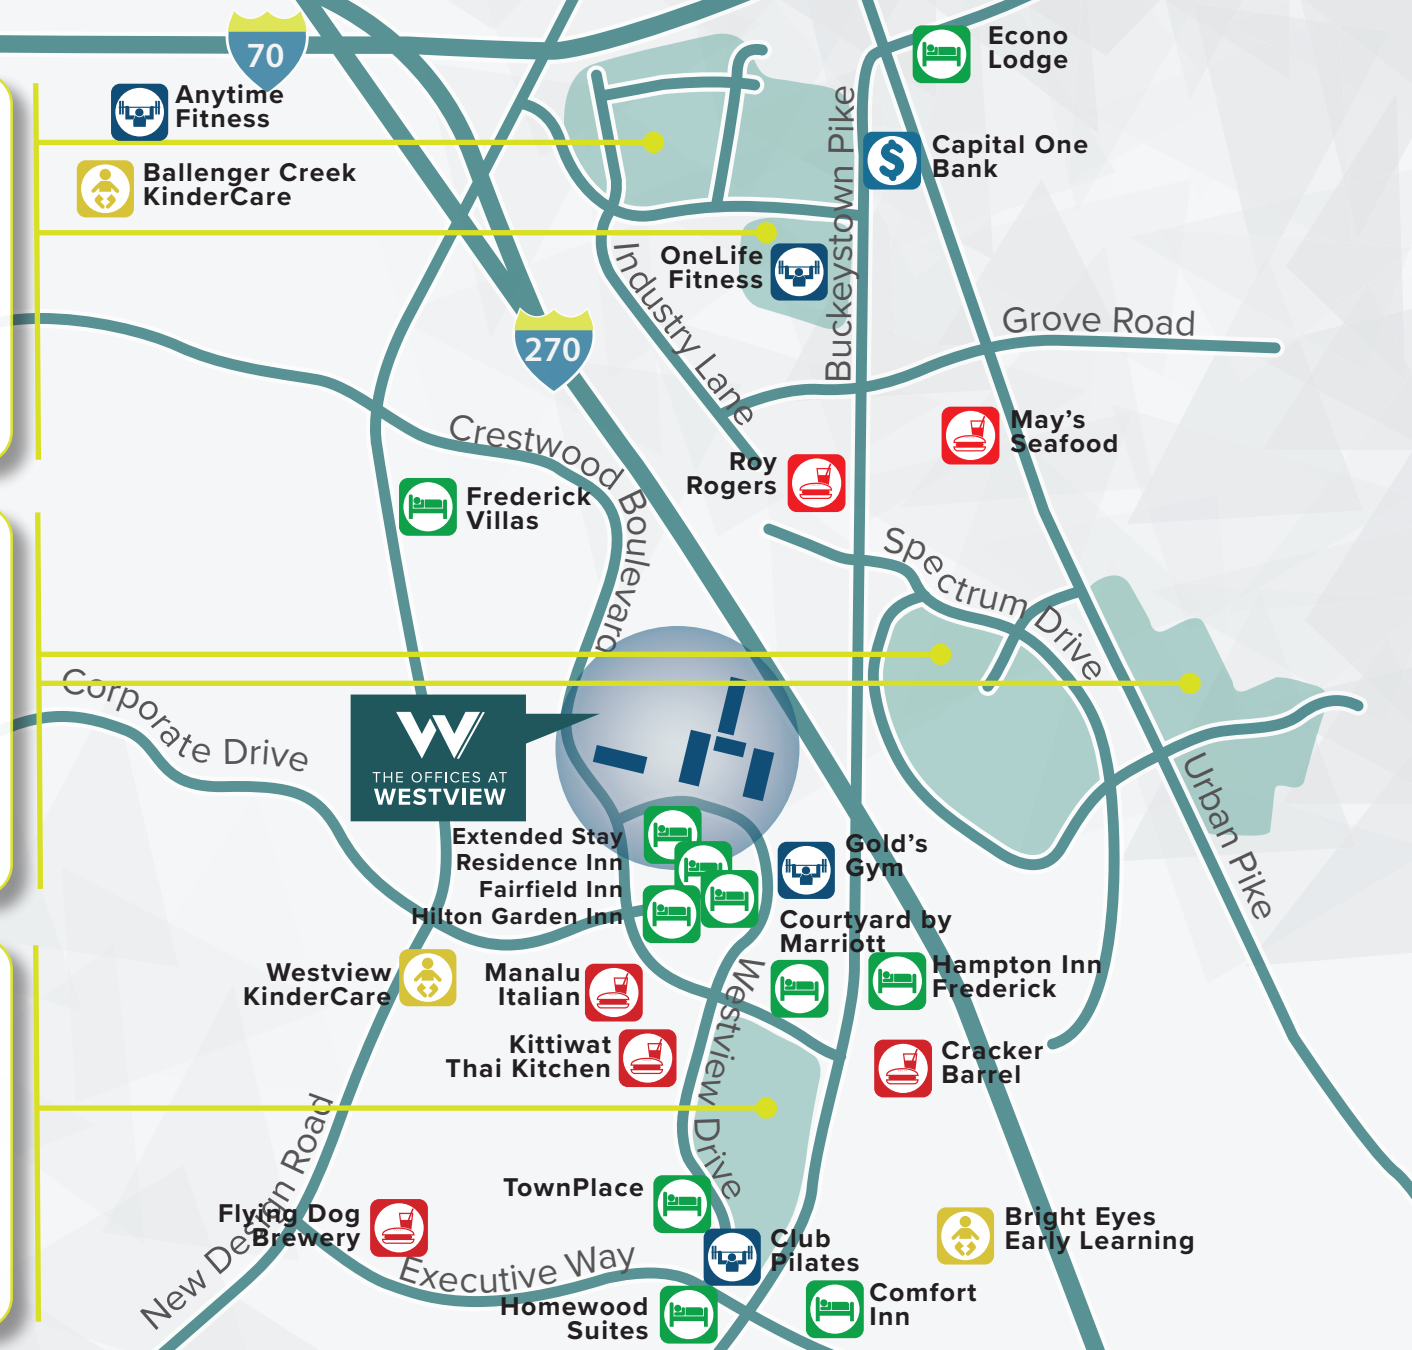 70
Econo
Lodge
Anytime
Fitness
Capital One
Bank
Ballenger Creek
KinderCare
Buckeystown Pike
OneLife
Fitness
Industry Lane
Grove Road
270
May's
Seafood
Crestwood Boulevard
Roy
Rogers
Frederick
Villas
Spectrum Drive
Corporate Drive
W
THE OFFICES AT
WESTVIEW
Urban Pike
Extended Stay
Residence Inn
Fairfield Inn
Hilton Garden Inn
Gold's
Gym
Courtyard by
Marriott
Hampton Inn
Frederick
Westview
KinderCare
Manalu
Italian
Westview Drive
Kittiwat
Thai Kitchen
Cracker
Barrel
New Design Road
TownPlace
Flying Dog
Brewery
Executive Way
Club
Pilates
Bright Eyes
Early Learning
Homewood
Suites
Comfort
Inn